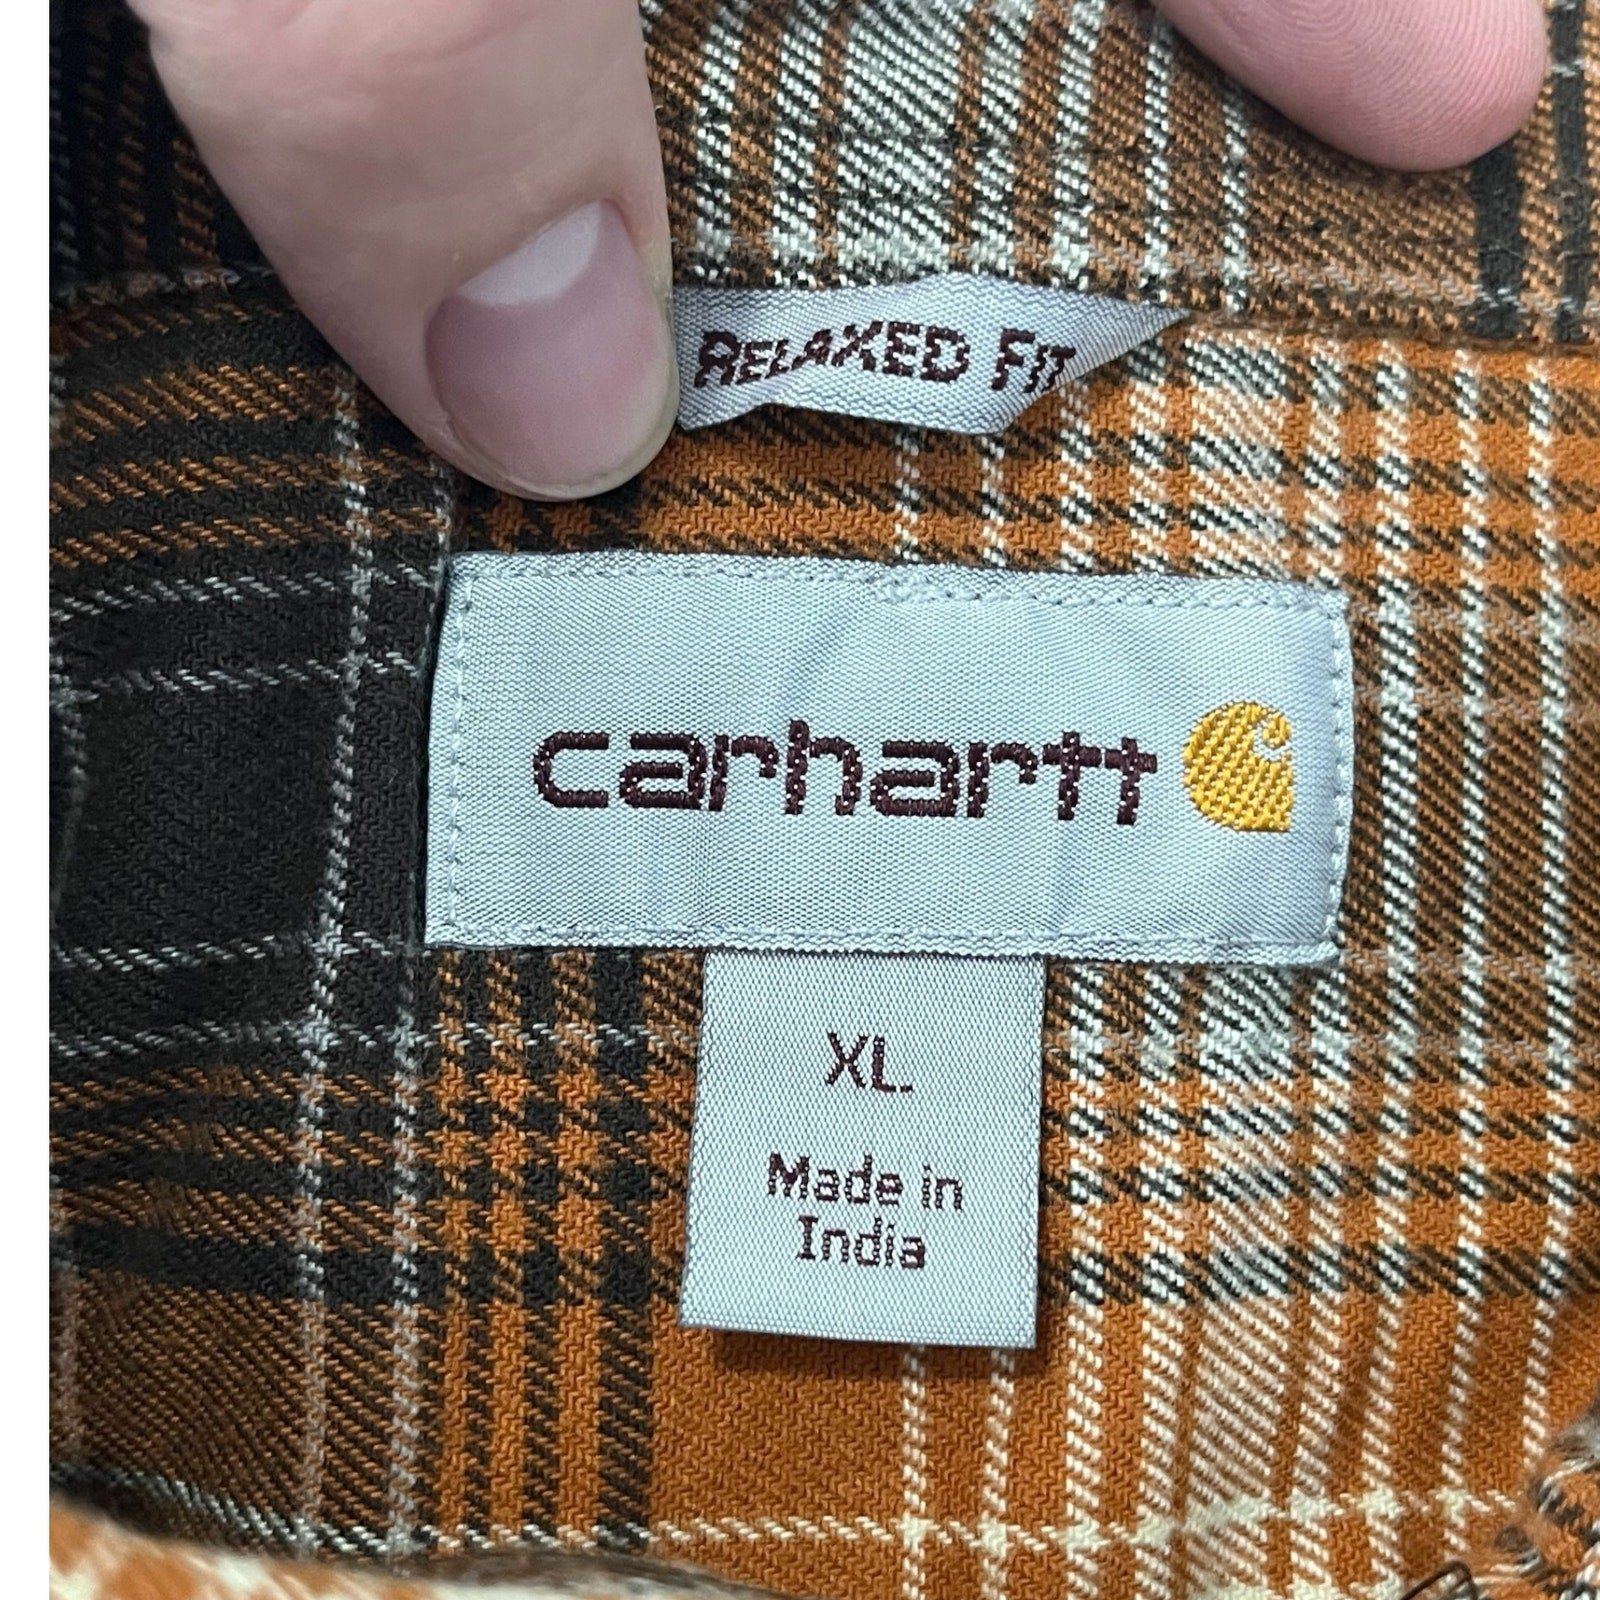 RELAXED FIT
carhartt
XL
Made in
India